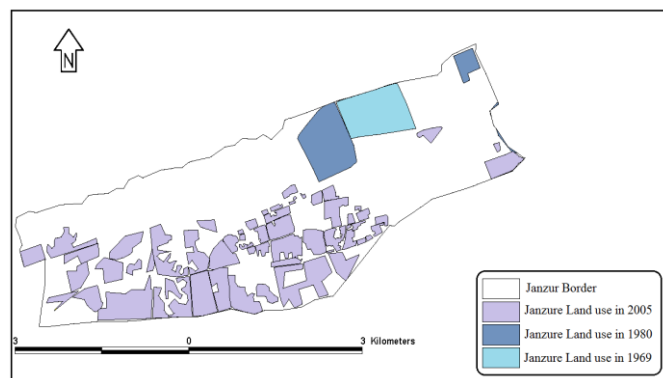 N
Janzur Border
Janzure Land use in 2005
Janzure Land use in 1980
Janzure Land use in 1969
3 0 3 Kilometers